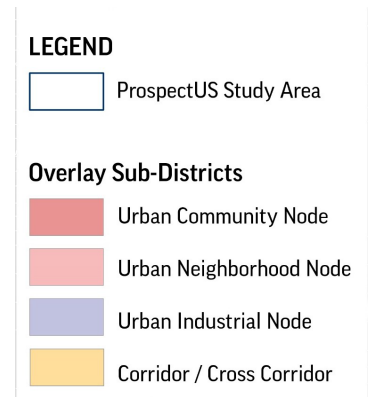 LEGEND
ProspectUS Study Area
Overlay Sub-Districts
Urban Community Node
Urban Neighborhood Node
Urban Industrial Node
Corridor / Cross Corridor